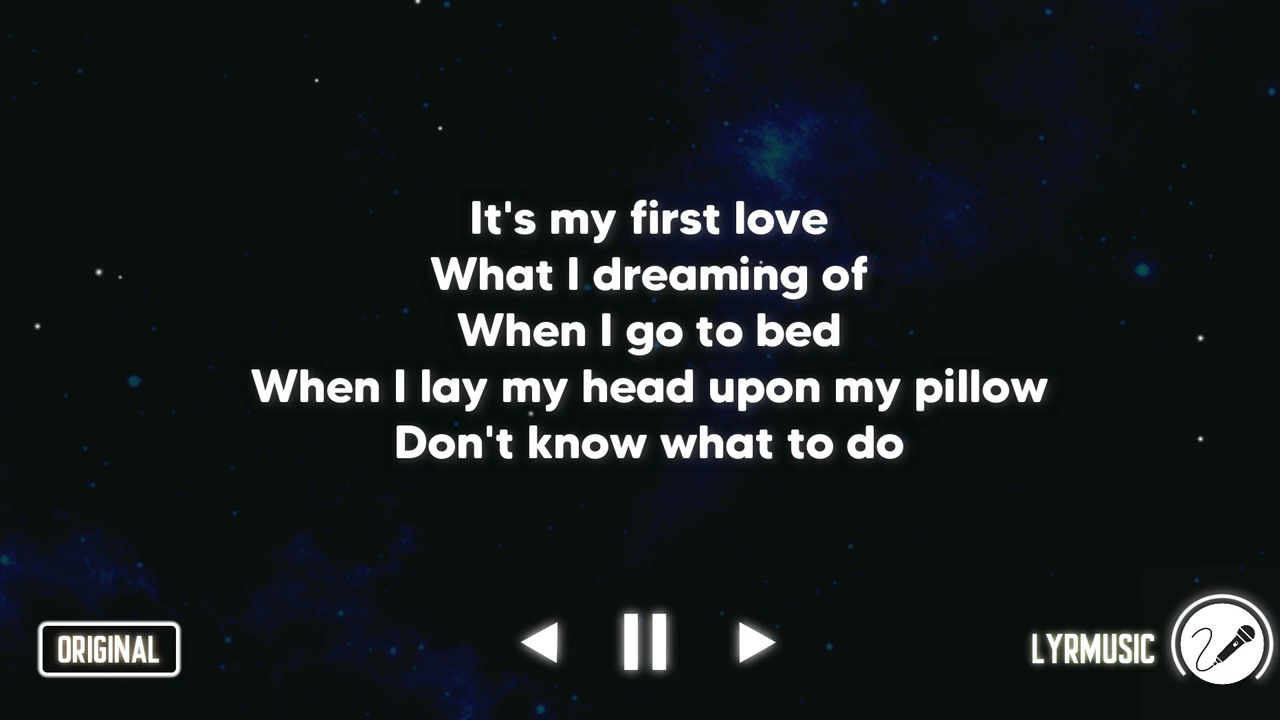 It's my first love
What I dreaming of
When I go to bed
When I lay my head upon my pillow
Don't know what to do
ORIGINAL
LYRMUSIC